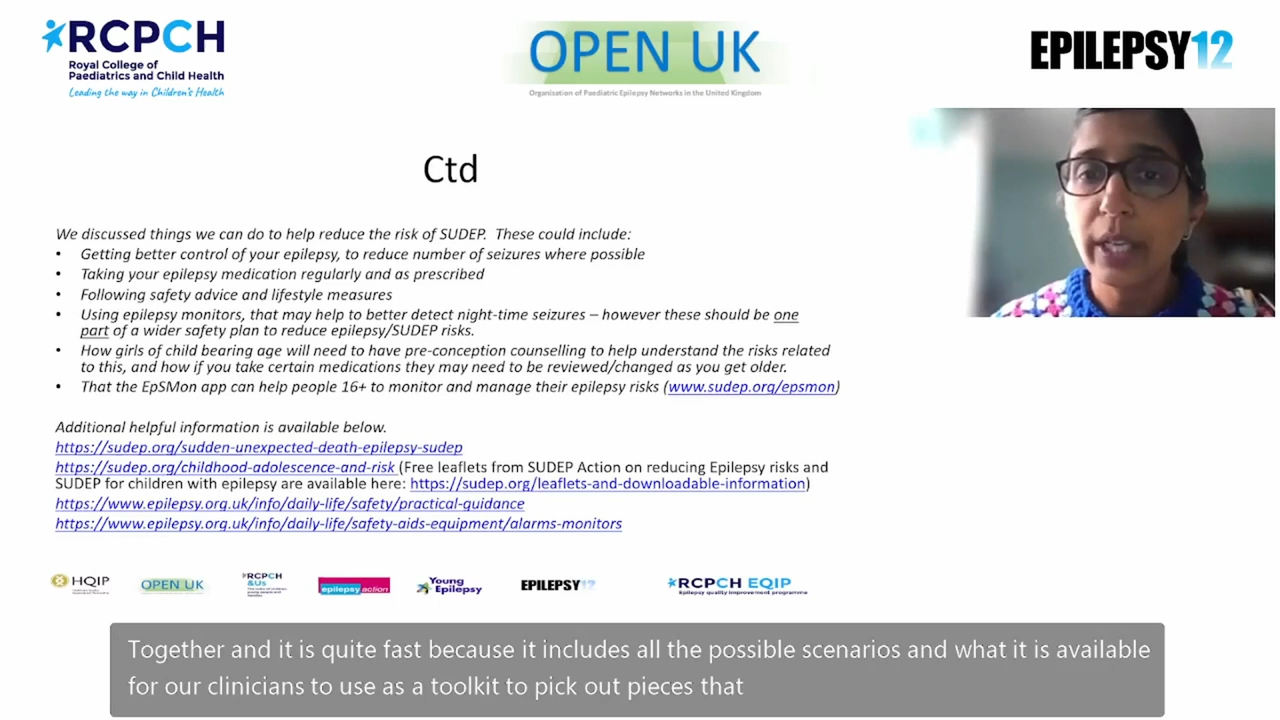 RCPCH
Royal College of
Paediatrics and Child Health
Leading the way in Children's Health
OPEN UK
Organisation of Paediatric Epilepsy Networks in the United Kingdom
EPILEPSY12
Ctd
We discussed things we can do to help reduce the risk of SUDEP. These could include:
• Getting better control of your epilepsy, to reduce number of seizures where possible
• Taking your epilepsy medication regularly and as prescribed
• Following safety advice and lifestyle measures
• Using epilepsy monitors, that may help to better detect night-time seizures – however these should be one
part of a wider safety plan to reduce epilepsy/SUDEP risks.
• How girls of child bearing age will need to have pre-conception counselling to help understand the risks related
to this, and how if you take certain medications they may need to be reviewed/changed as you get older.
• That the EpSMon app can help people 16+ to monitor and manage their epilepsy risks (www.sudep.org/epsmon)
Additional helpful information is available below.
https://sudep.org/sudden-unexpected-death-epilepsy-sudep
https://sudep.org/childhood-adolescence-and-risk (Free leaflets from SUDEP Action on reducing Epilepsy risks and
SUDEP for children with epilepsy are available here: https://sudep.org/leaflets-and-downloadable-information)
https://www.epilepsy.org.uk/info/daily-life/safety/practical-guidance
https://www.epilepsy.org.uk/info/daily-life/safety-aids-equipment/alarms-monitors
HQIP
OPEN UK
RCPCH
&Us
epilepsy action
Young
Epilepsy
EPILEPSY12
RCPCH EQIP
Epilepsy quality improvement programme
Together and it is quite fast because it includes all the possible scenarios and what it is available
for our clinicians to use as a toolkit to pick out pieces that